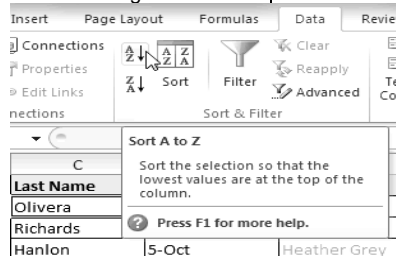 Insert Page Layout Formulas Data Revie
Connections
Properties
Edit Links
nections
A Z
Z A
Sort
Filter
Clear
Reapply
Advanced
Te
Co
Sort & Filter
C
Last Name
Olivera
Richards
Hanlon 5-Oct Heather Grey
Sort A to Z
Sort the selection so that the
lowest values are at the top of the
column.
Press F1 for more help.